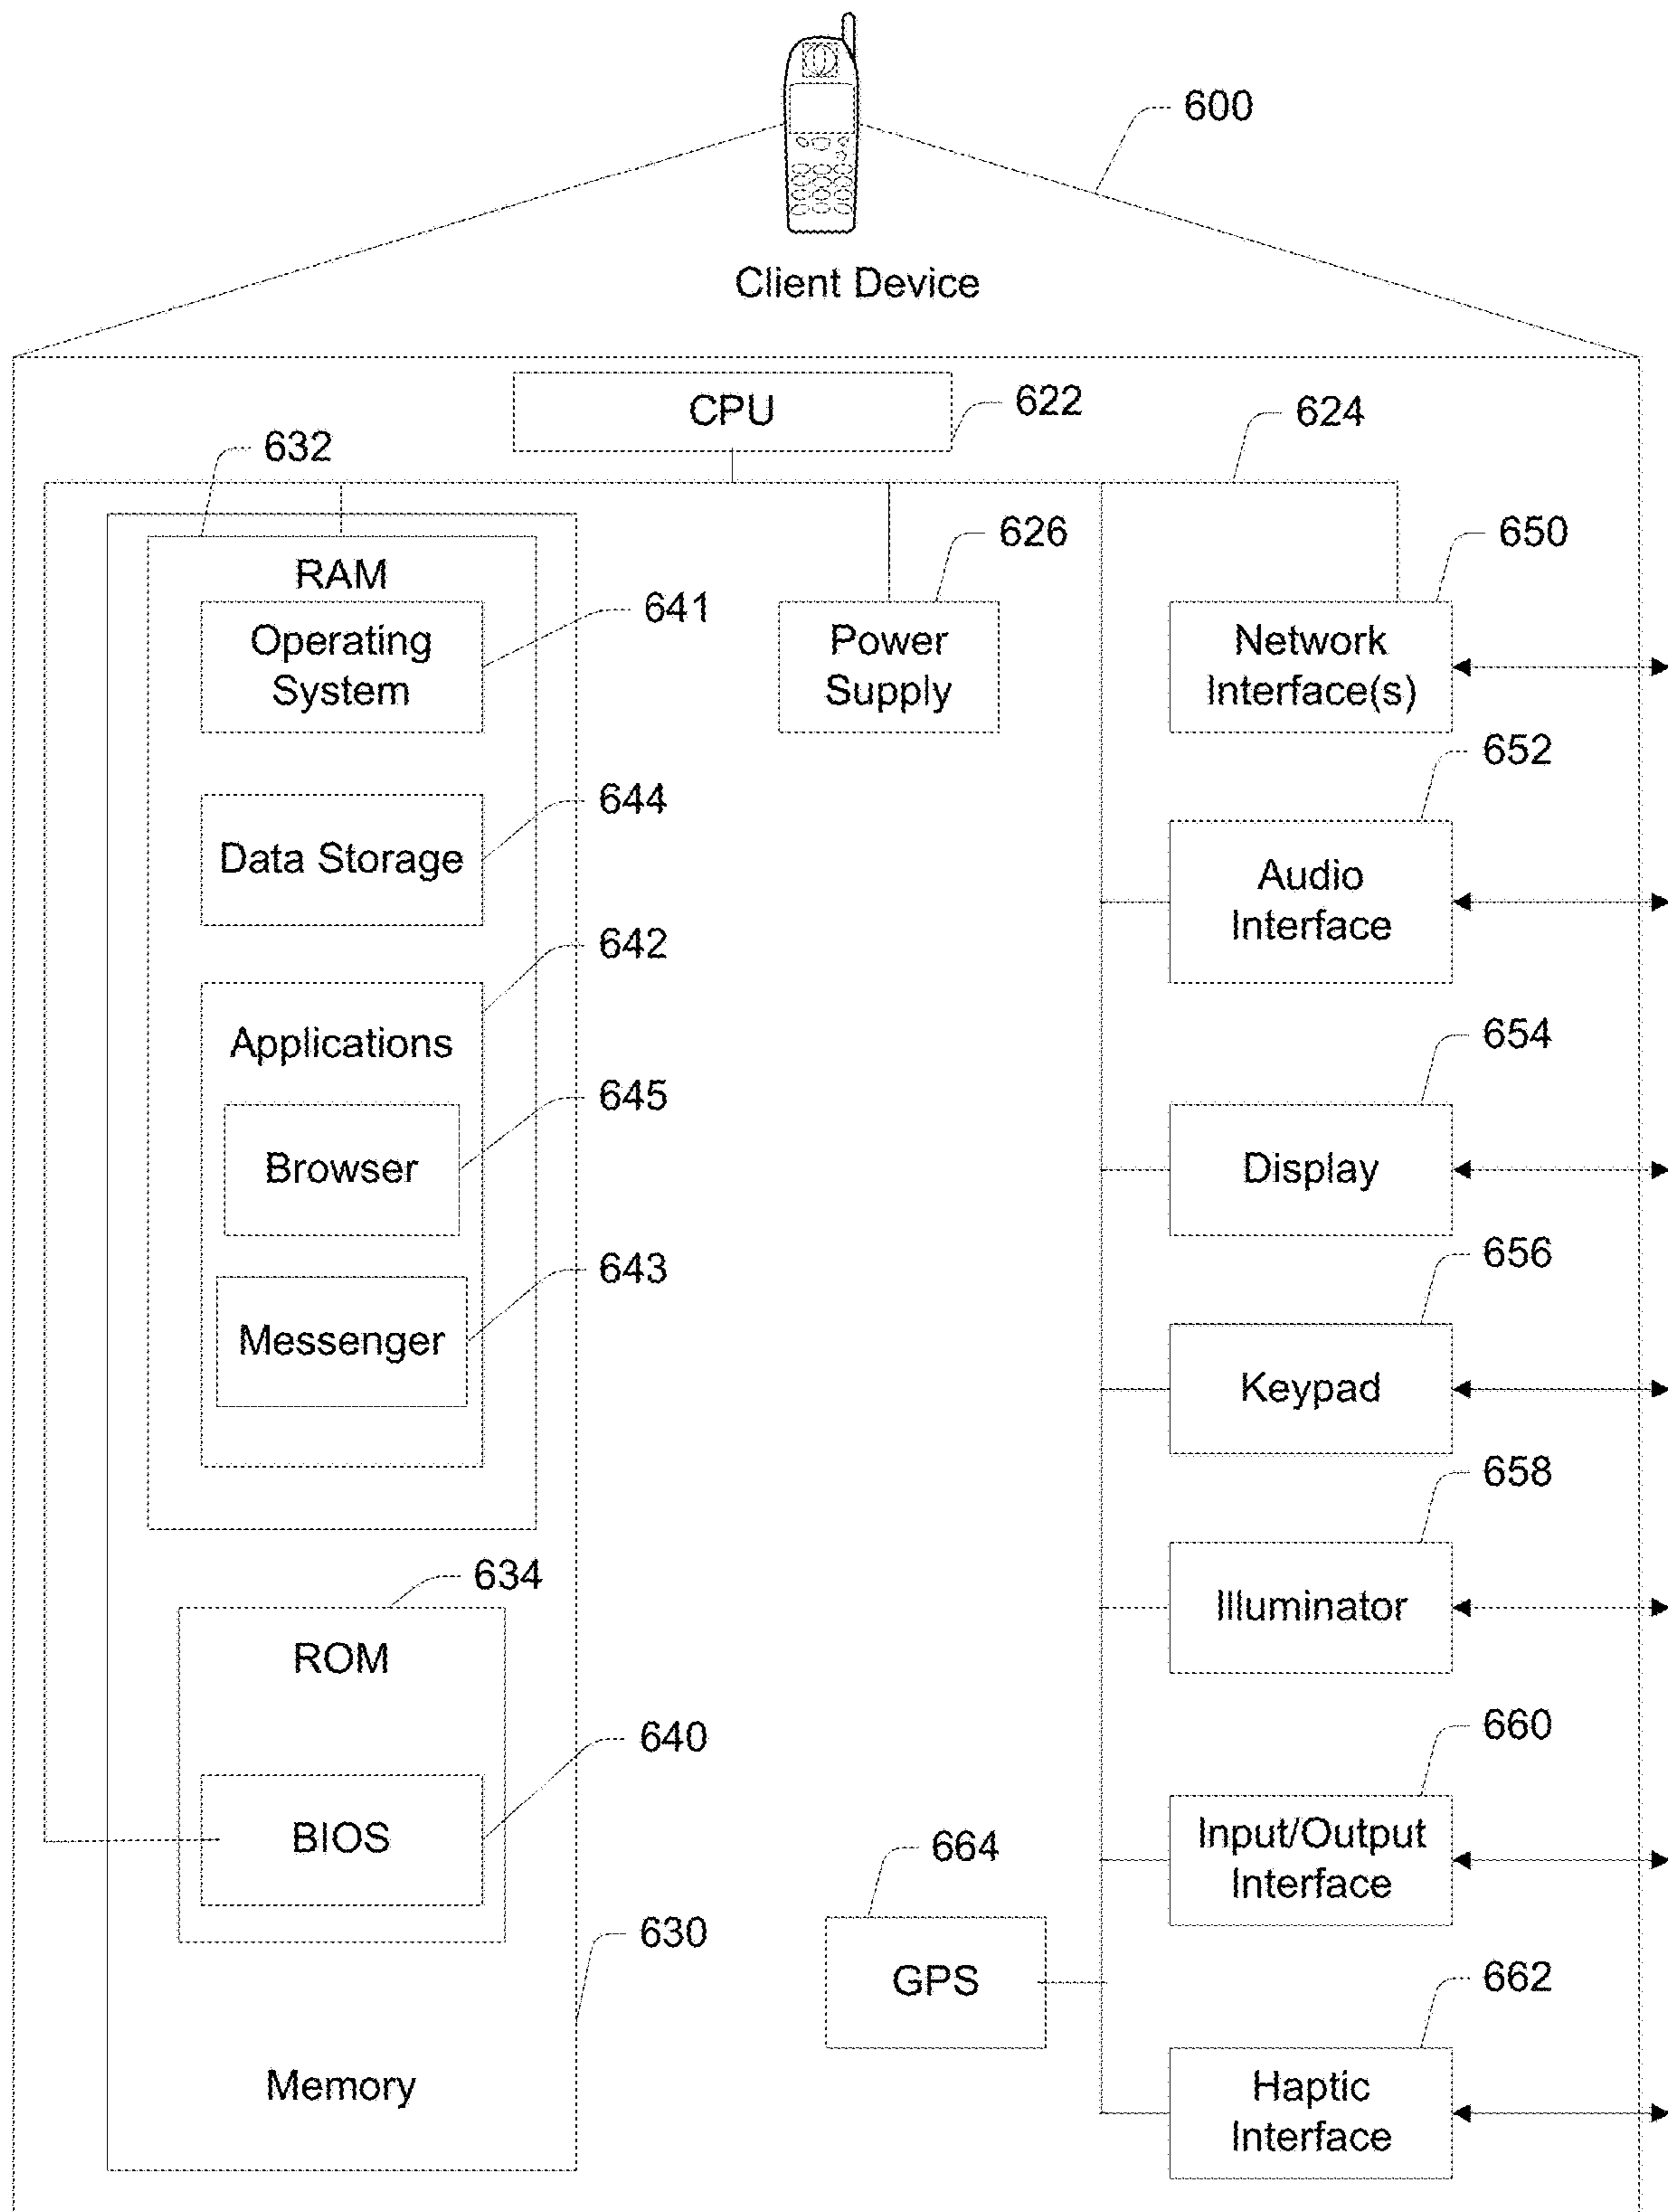 600
Client Device
CPU
622
624
632
RAM
626
650
Operating
System
641
Power
Supply
Network
Interface(s)
652
644
Data Storage
Audio
Interface
642
Applications
654
645
Browser
Display
656
643
Messenger
Keypad
658
634
ROM
Illuminator
640
660
BIOS
Input/Output
Interface
664
630
GPS
662
Memory
Haptic
Interface